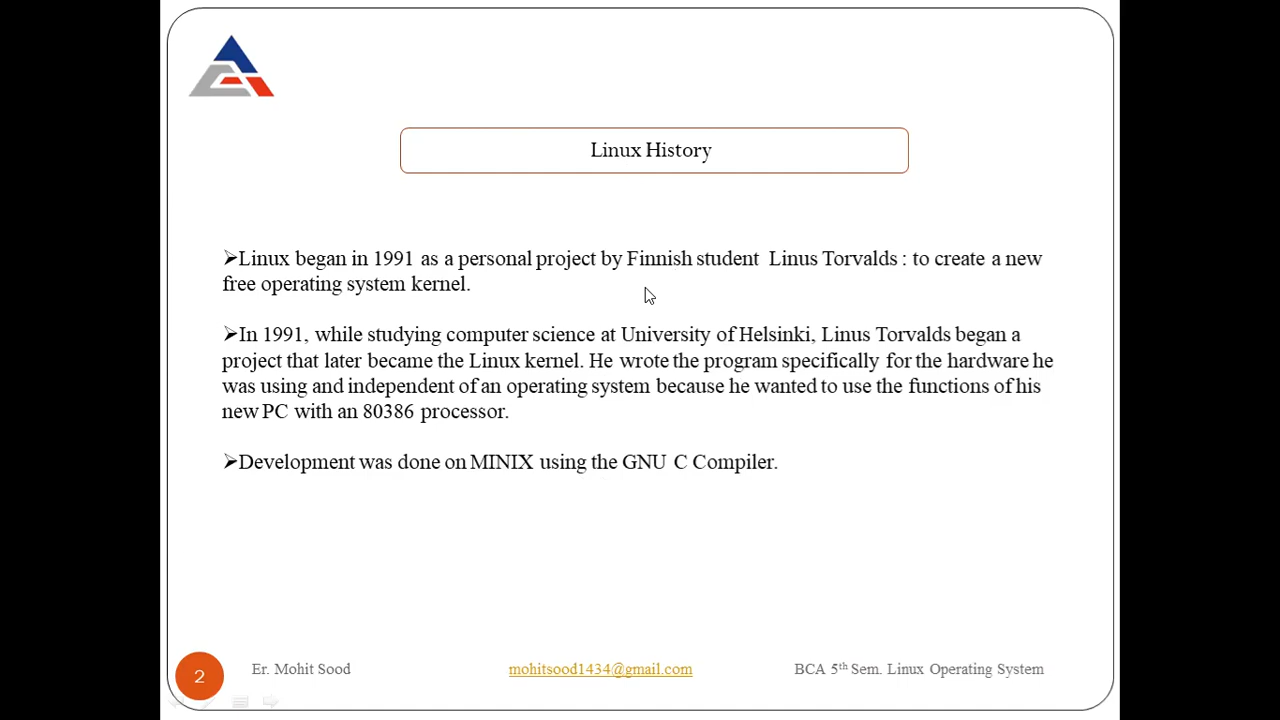 Linux History
➢Linux began in 1991 as a personal project by Finnish student  Linus Torvalds : to create a new
free operating system kernel.
➢In 1991, while studying computer science at University of Helsinki, Linus Torvalds began a
project that later became the Linux kernel. He wrote the program specifically for the hardware he
was using and independent of an operating system because he wanted to use the functions of his
new PC with an 80386 processor.
➢Development was done on MINIX using the GNU C Compiler.
2 Er. Mohit Sood mohitsood1434@gmail.com BCA 5th Sem. Linux Operating System